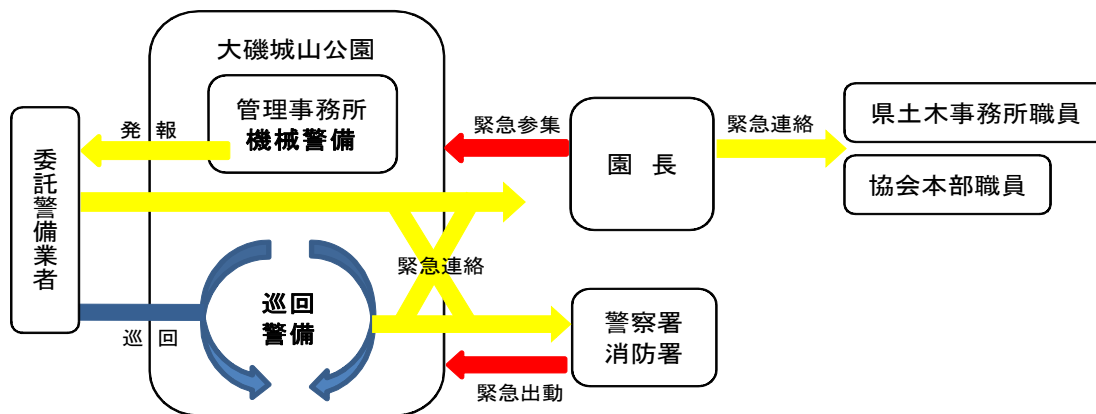 大磯城山公園
管理事務所
機械警備
発報
委託警備業者
緊急参集
園長
緊急連絡
県土木事務所職員
協会本部職員
緊急連絡
巡回
警備
巡回
警察署
消防署
緊急出動